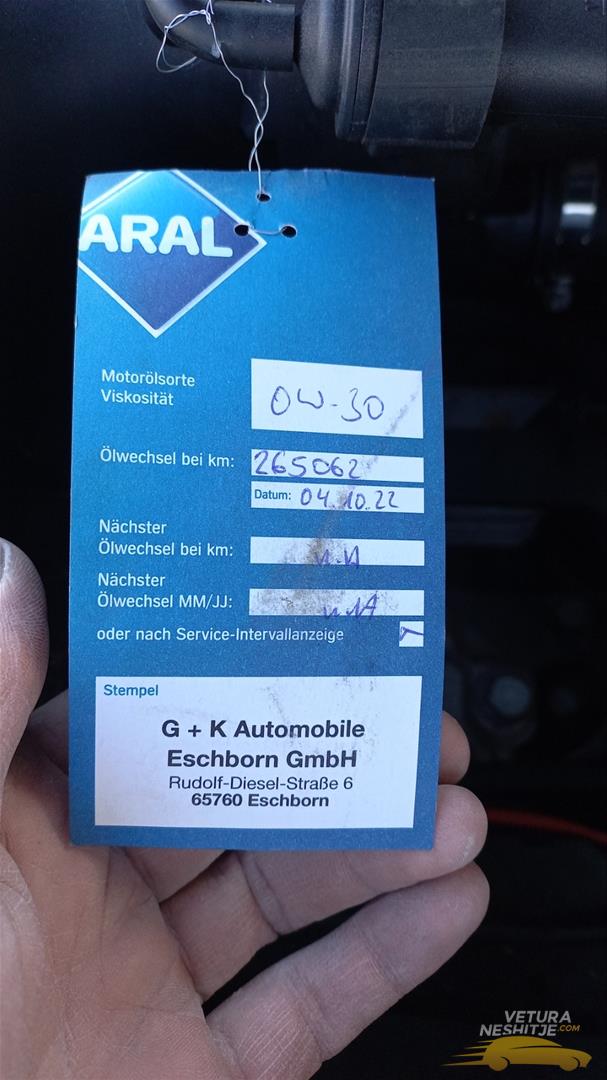 ARAL
Motorölsorte
Viskosität
0W-30
Ölwechsel bei km:
265062
Datum: 04.10.22
Nächster
Ölwechsel bei km:
Nächster
Ölwechsel MM/JJ:
oder nach Service-Intervallanzeige
Stempel
G + K Automobile
Eschborn GmbH
Rudolf-Diesel-Straße 6
65760 Eschborn
VETURA
NESHITJE.COM